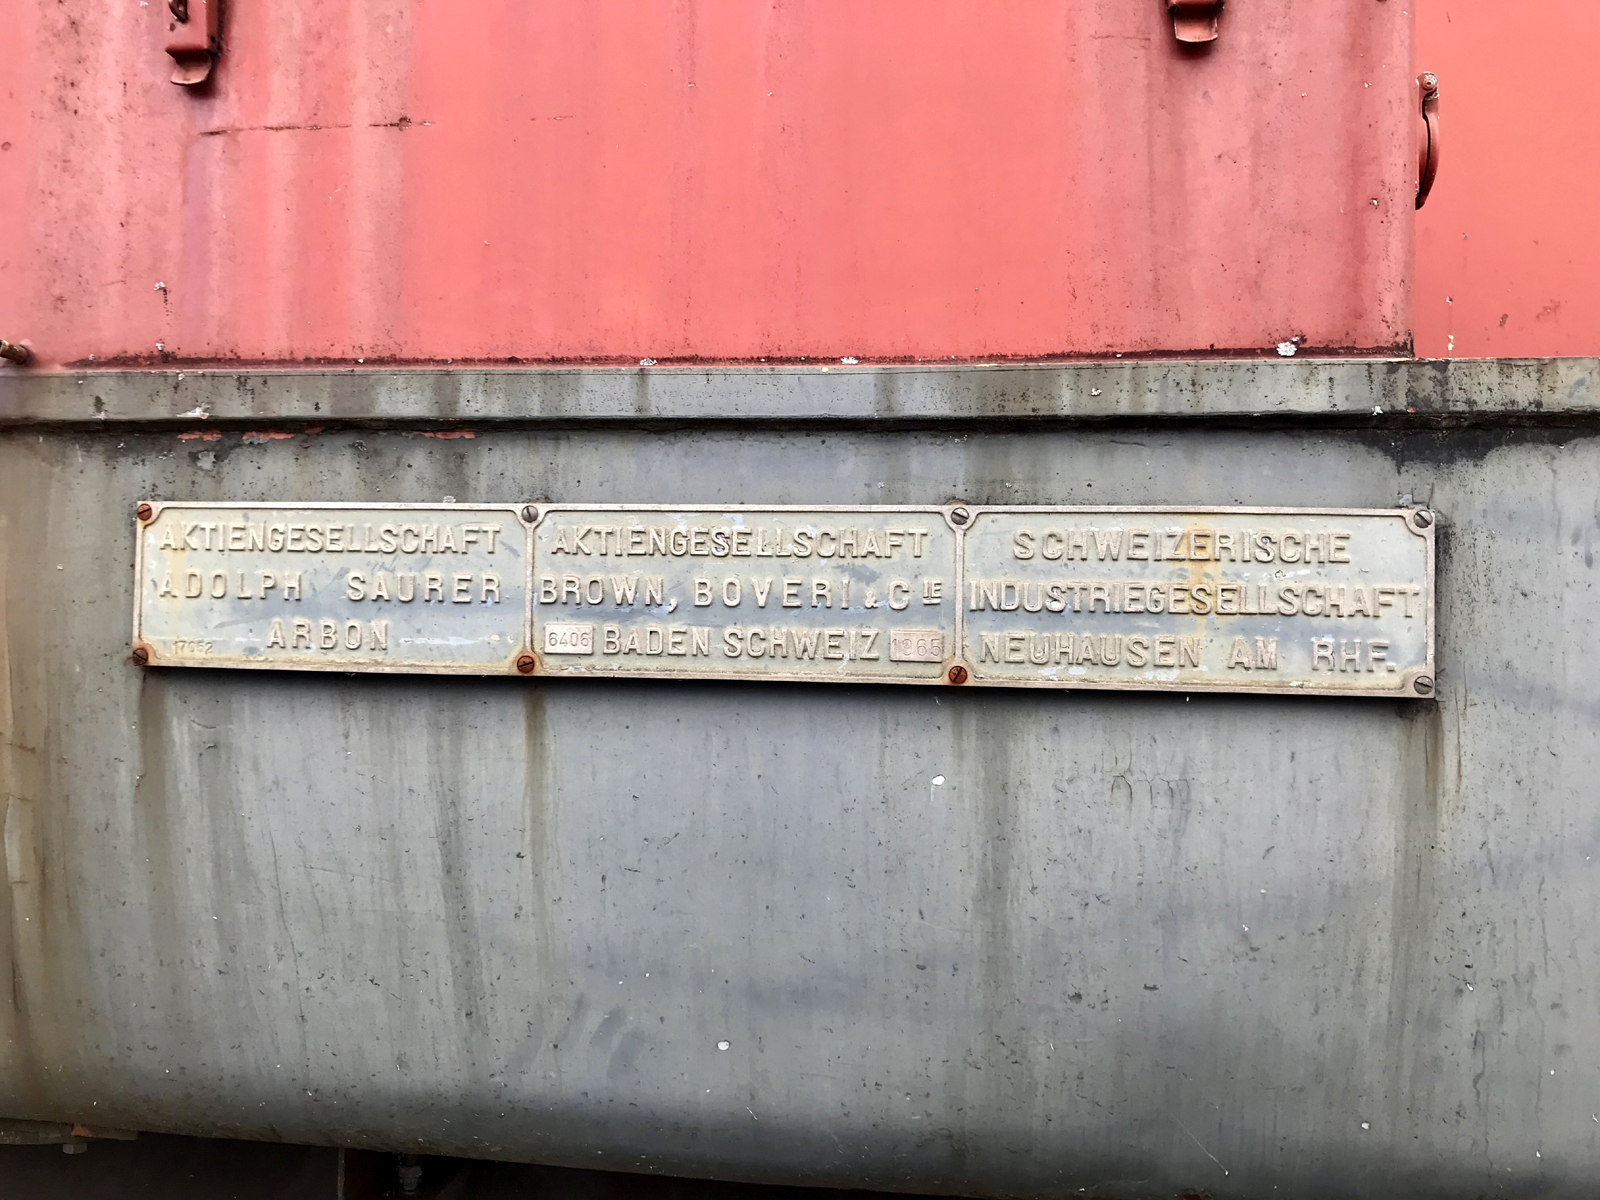 AKTIENGESELLSCHAFT
ADOLPH SAURER
ARBON
17052
AKTIENGESELLSCHAFT
BROWN, BOVERI & CIE
6406 BADEN SCHWEIZ 1965
SCHWEIZERISCHE
INDUSTRIEGESELLSCHAFT
NEUHAUSEN AM RHF.